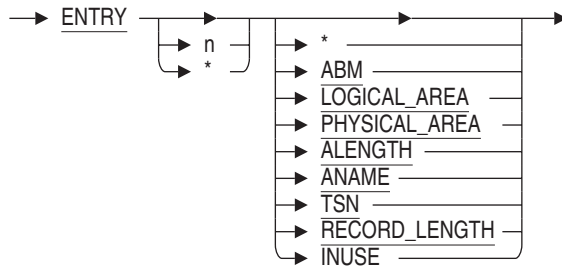 ENTRY
n
*
*
ABM
LOGICAL_AREA
PHYSICAL_AREA
ALENGTH
ANAME
TSN
RECORD_LENGTH
INUSE